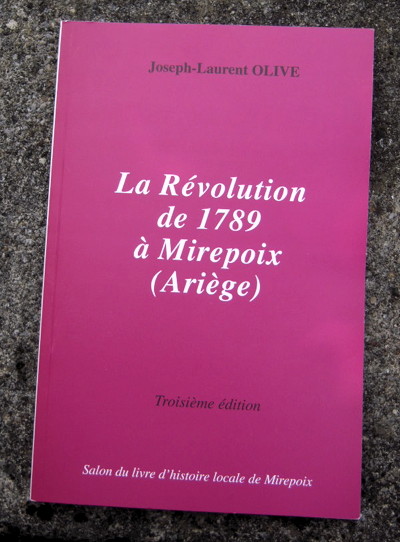 Joseph-Laurent OLIVE
La Révolution
de 1789
à Mirepoix
(Ariège)
Troisième édition
Salon du livre d'histoire locale de Mirepoix